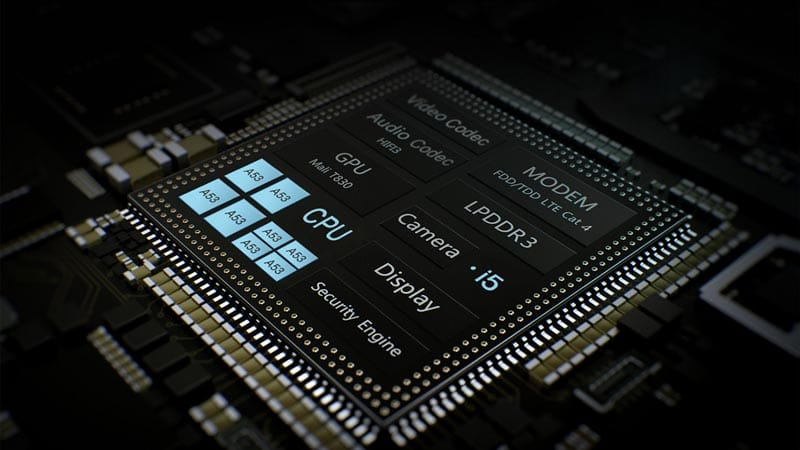 Video Codec
Audio Codec
HIFI3
MODEM
FDD/TDD LTE Cat.4
GPU
Mali T830
LPDDR3
A53
A53
A53
A53
A53
A53
A53
A53
CPU
Camera
i5
Display
Security Engine